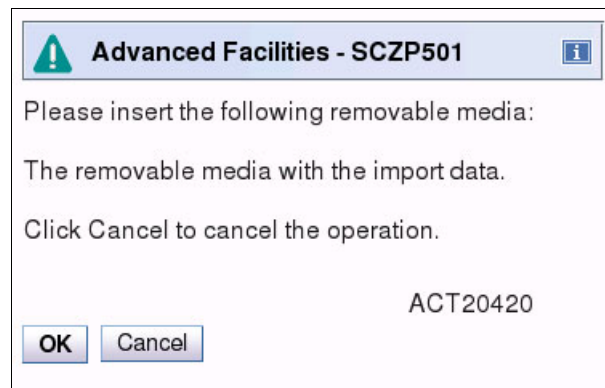 Advanced Facilities - SCZP501
Please insert the following removable media:
The removable media with the import data.
Click Cancel to cancel the operation.
ACT20420
OK Cancel